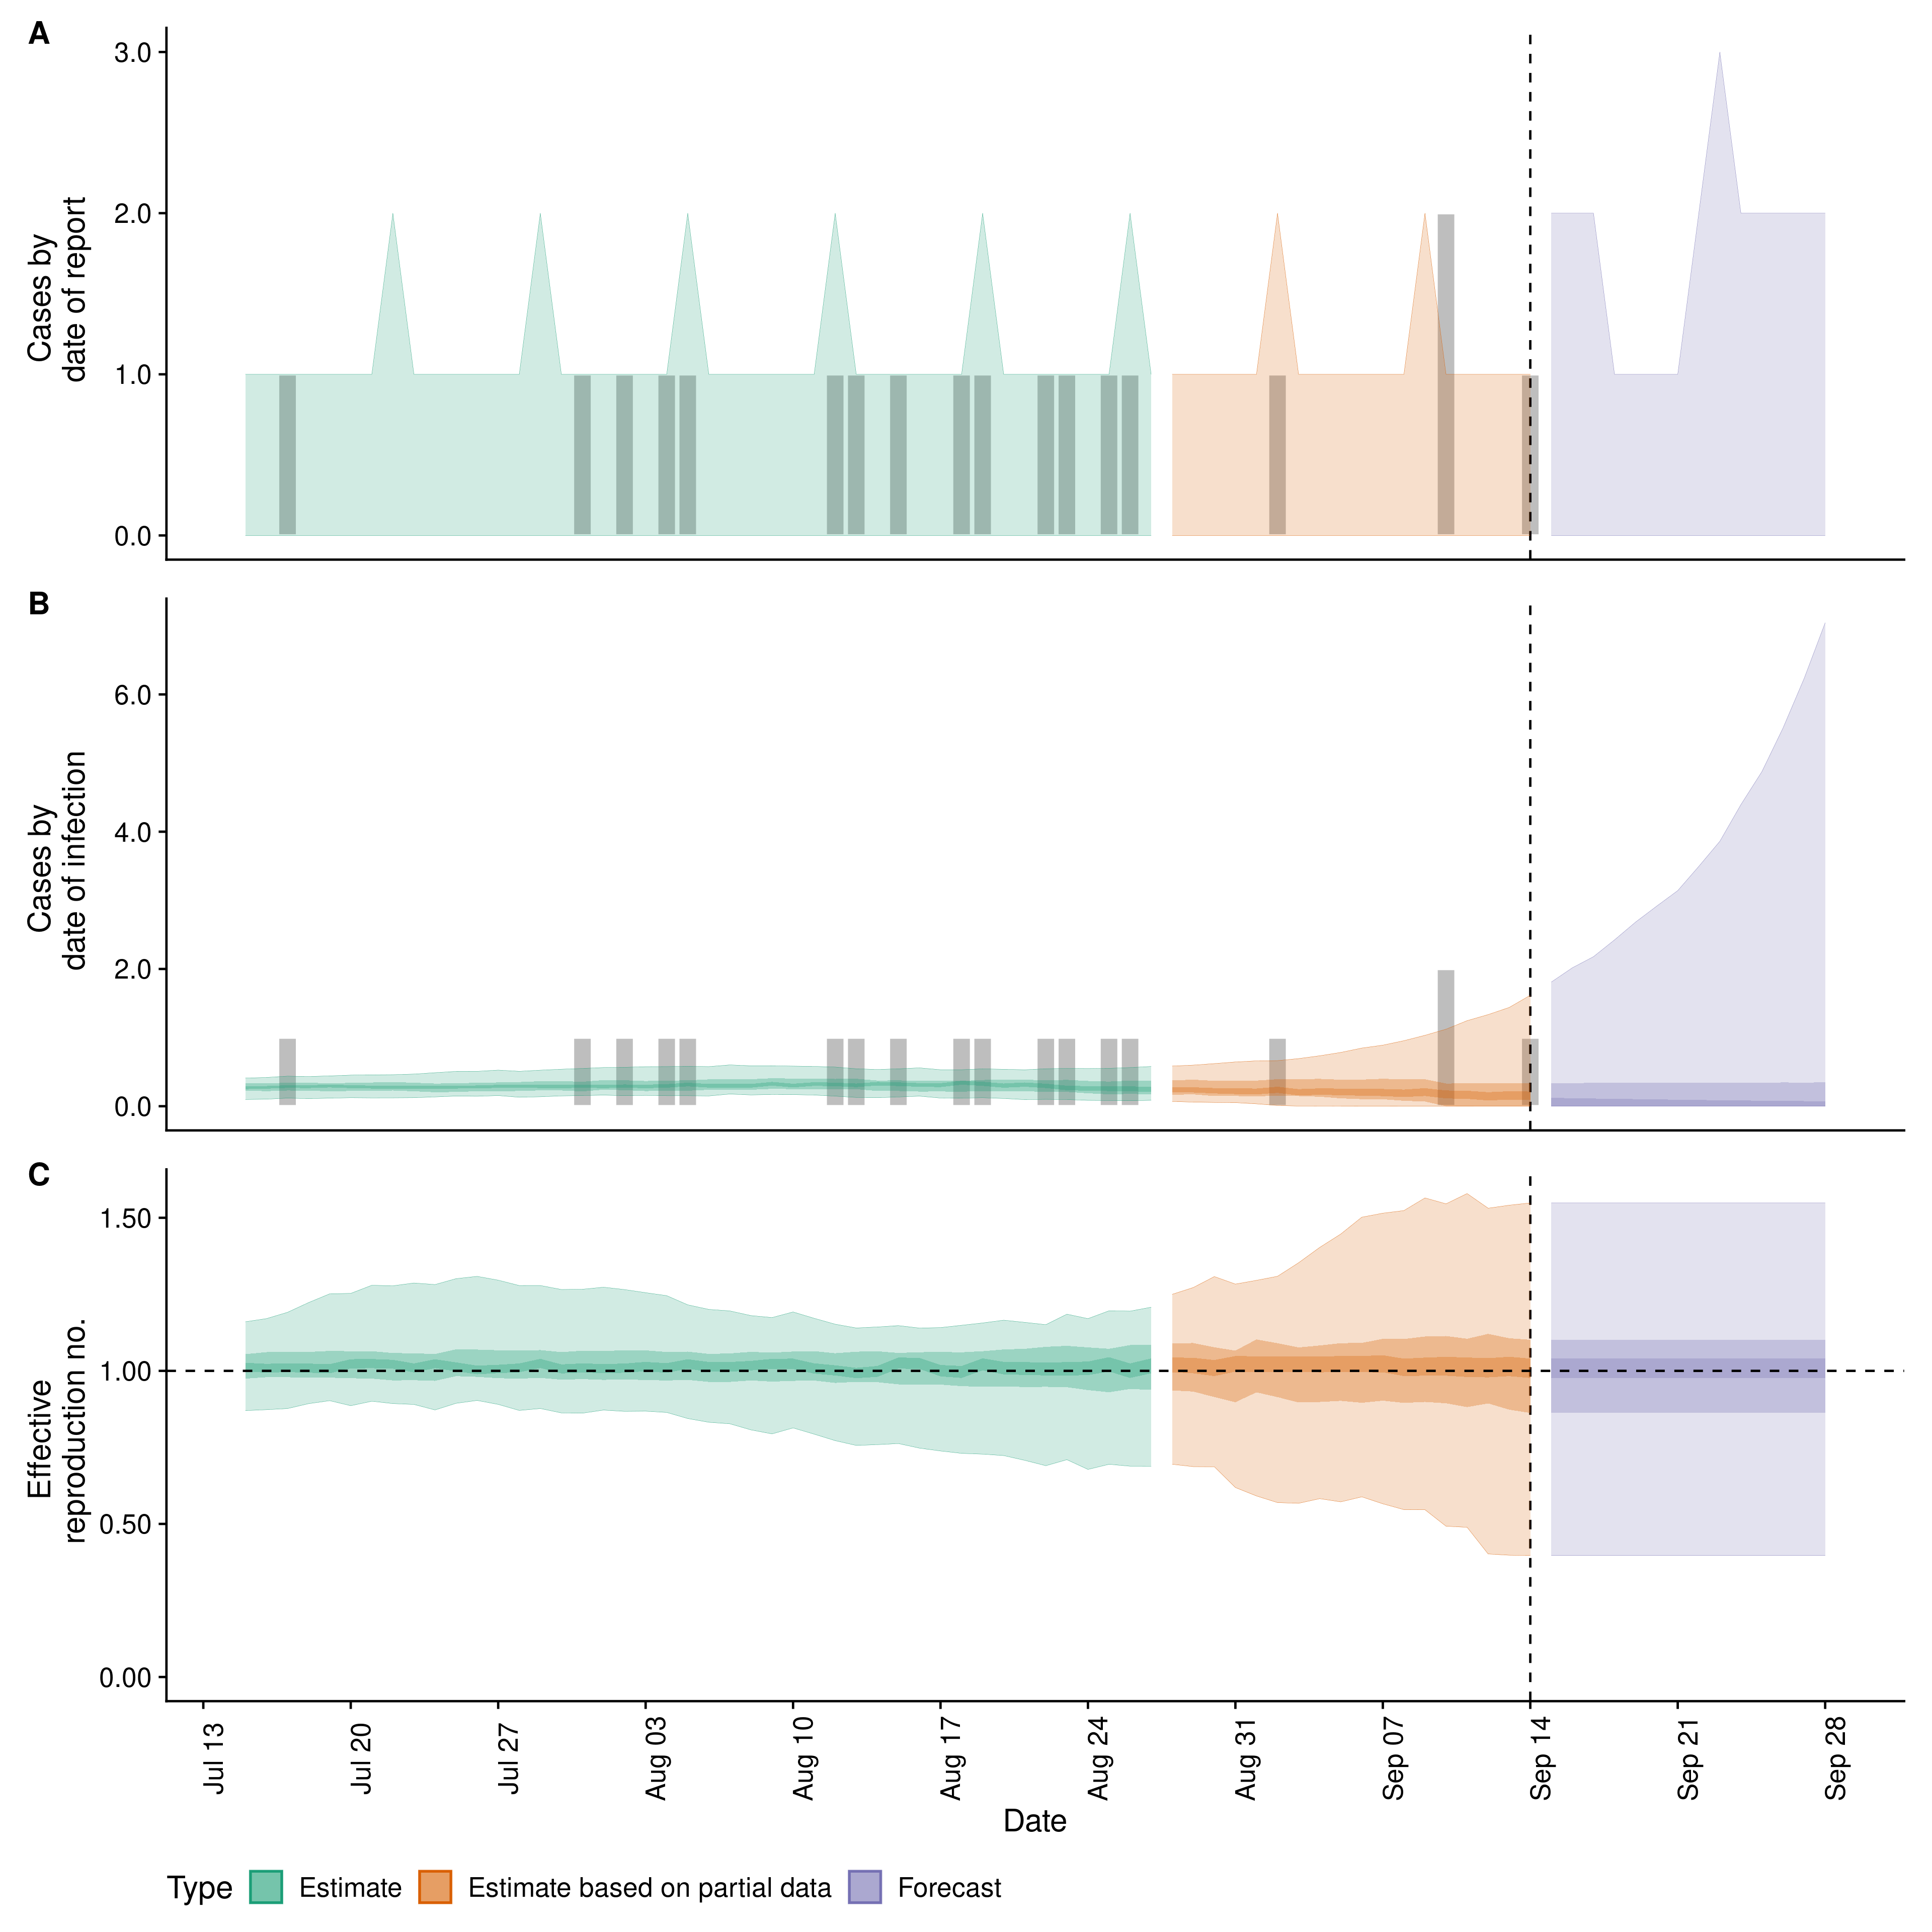 A
Cases by
date of report
3.0
2.0
1.0
0.0
B
Cases by
date of infection
6.0
4.0
2.0
0.0
C
Effective
reproduction no.
1.50
1.00
0.50
0.00
Jul 13
Jul 20
Jul 27
Aug 03
Aug 10
Aug 17
Aug 24
Aug 31
Sep 07
Sep 14
Sep 21
Sep 28
Date
Type Estimate Estimate based on partial data Forecast